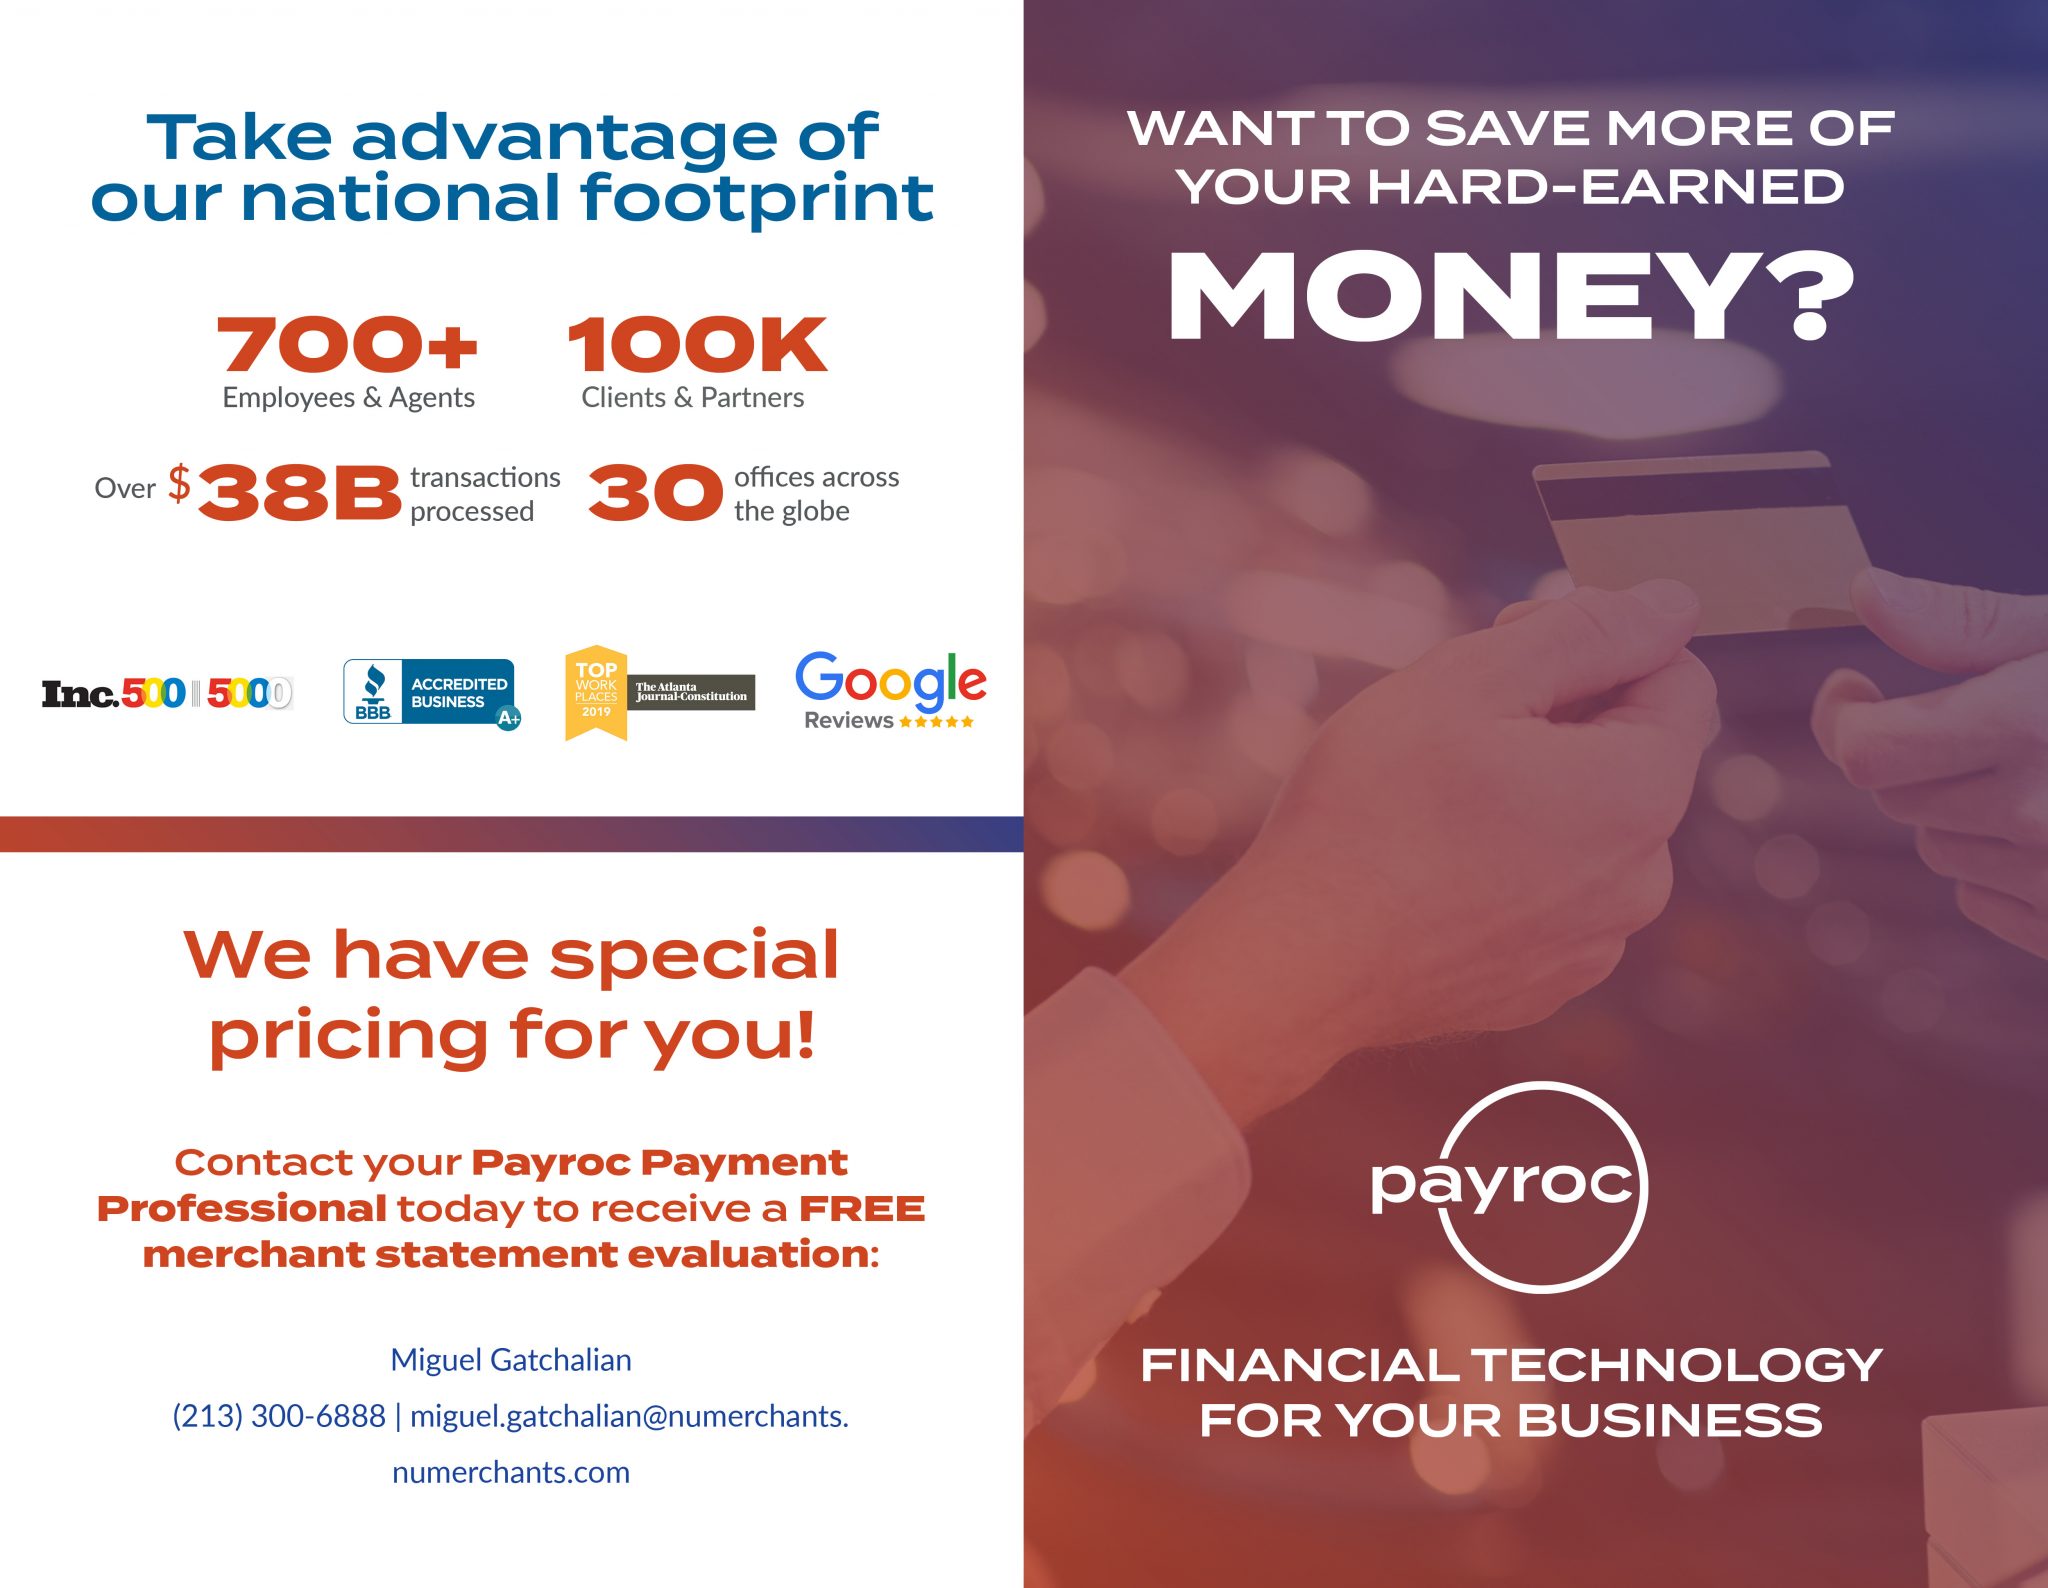 Take advantage of
our national footprint
700+
Employees & Agents
100K
Clients & Partners
Over $38B transactions
processed
30 offices across
the globe
Inc.500 5000
BBB
ACCREDITED
BUSINESS
A+
TOP
WORK
PLACES
2019
The Atlanta
Journal-Constitution
Google
Reviews
We have special
pricing for you!
Contact your Payroc Payment
Professional today to receive a FREE
merchant statement evaluation:
Miguel Gatchalian
(213) 300-6888 | miguel.gatchalian@numerchants.
numerchants.com
WANT TO SAVE MORE OF
YOUR HARD-EARNED
MONEY?
payroc
FINANCIAL TECHNOLOGY
FOR YOUR BUSINESS